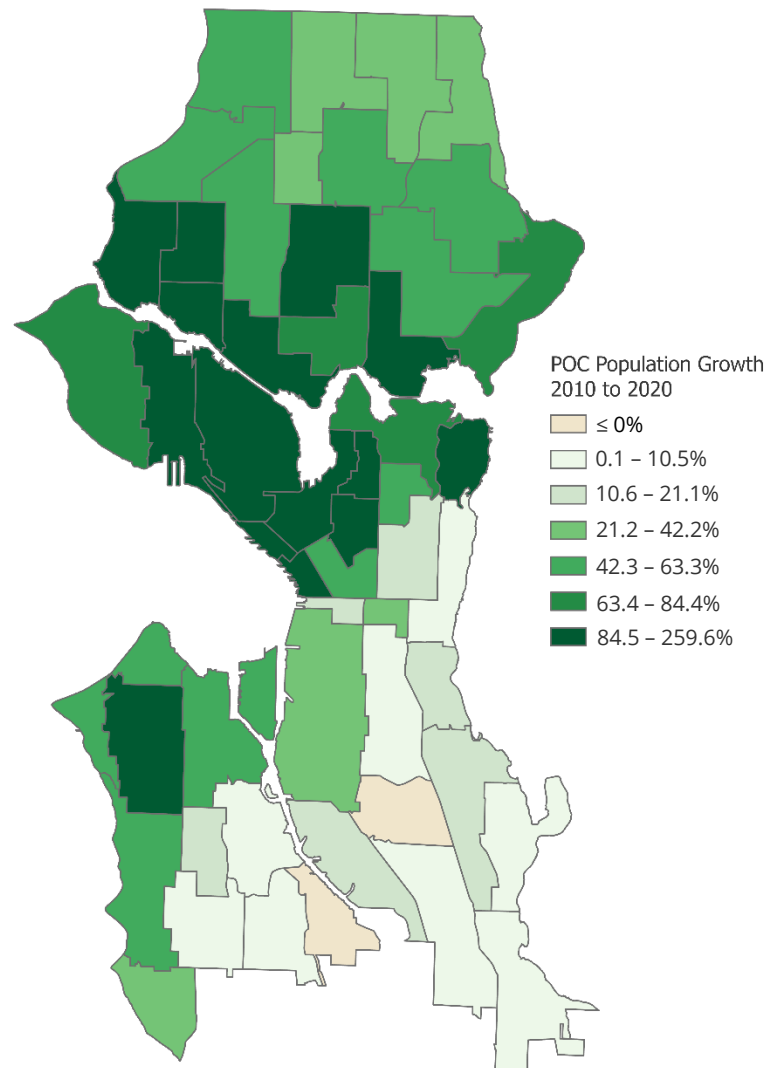 POC Population Growth
2010 to 2020
≤ 0%
0.1 – 10.5%
10.6 – 21.1%
21.2 – 42.2%
42.3 – 63.3%
63.4 – 84.4%
84.5 – 259.6%